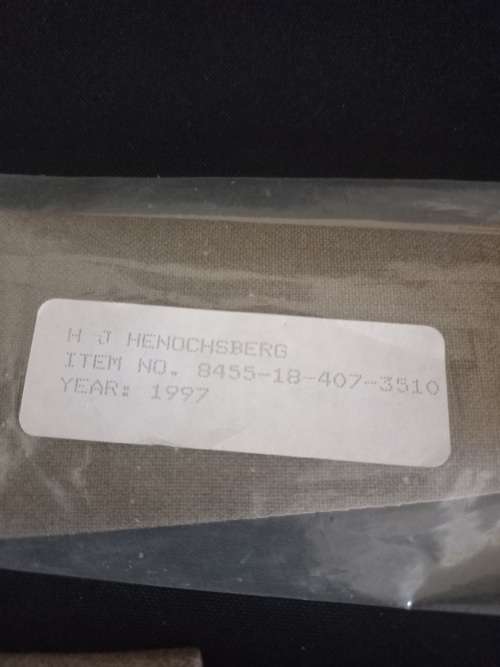 H J HENOCHSBERG
ITEM NO. 8455-18-407-3510
YEAR: 1997